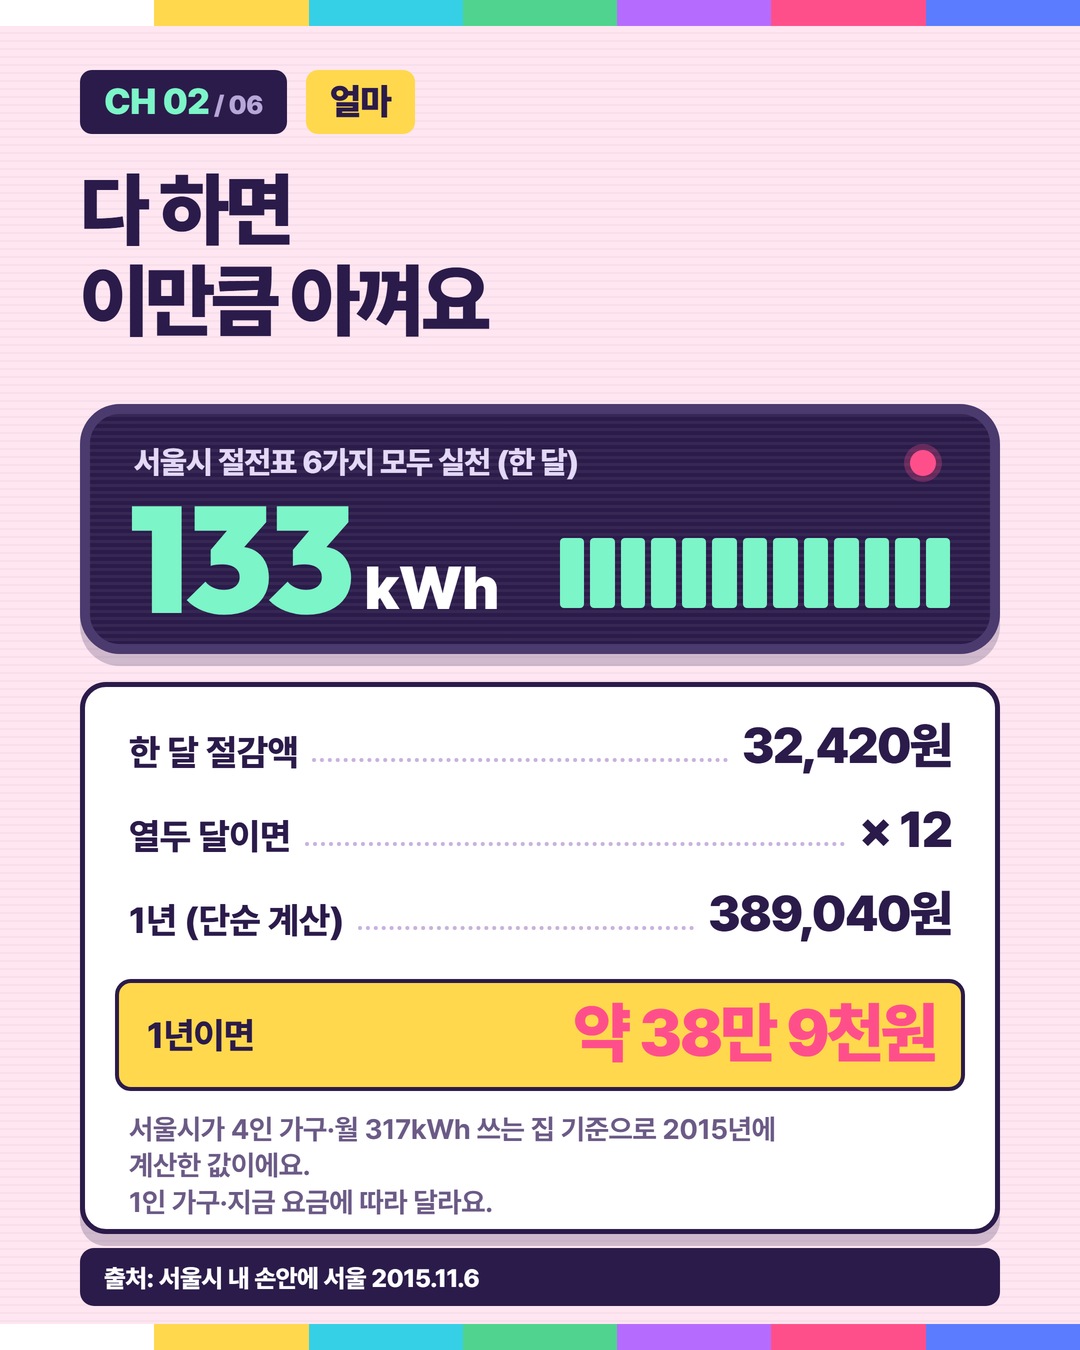 CH 02 / 06
얼마
다 하면
이만큼 아껴요
서울시 절전표 6가지 모두 실천 (한 달)
133 kWh
한 달 절감액 32,420원
열두 달이면 × 12
1년 (단순 계산) 389,040원
1년이면 약 38만 9천원
서울시가 4인 가구·월 317kWh 쓰는 집 기준으로 2015년에
계산한 값이에요.
1인 가구·지금 요금에 따라 달라요.
출처: 서울시 내 손안에 서울 2015.11.6